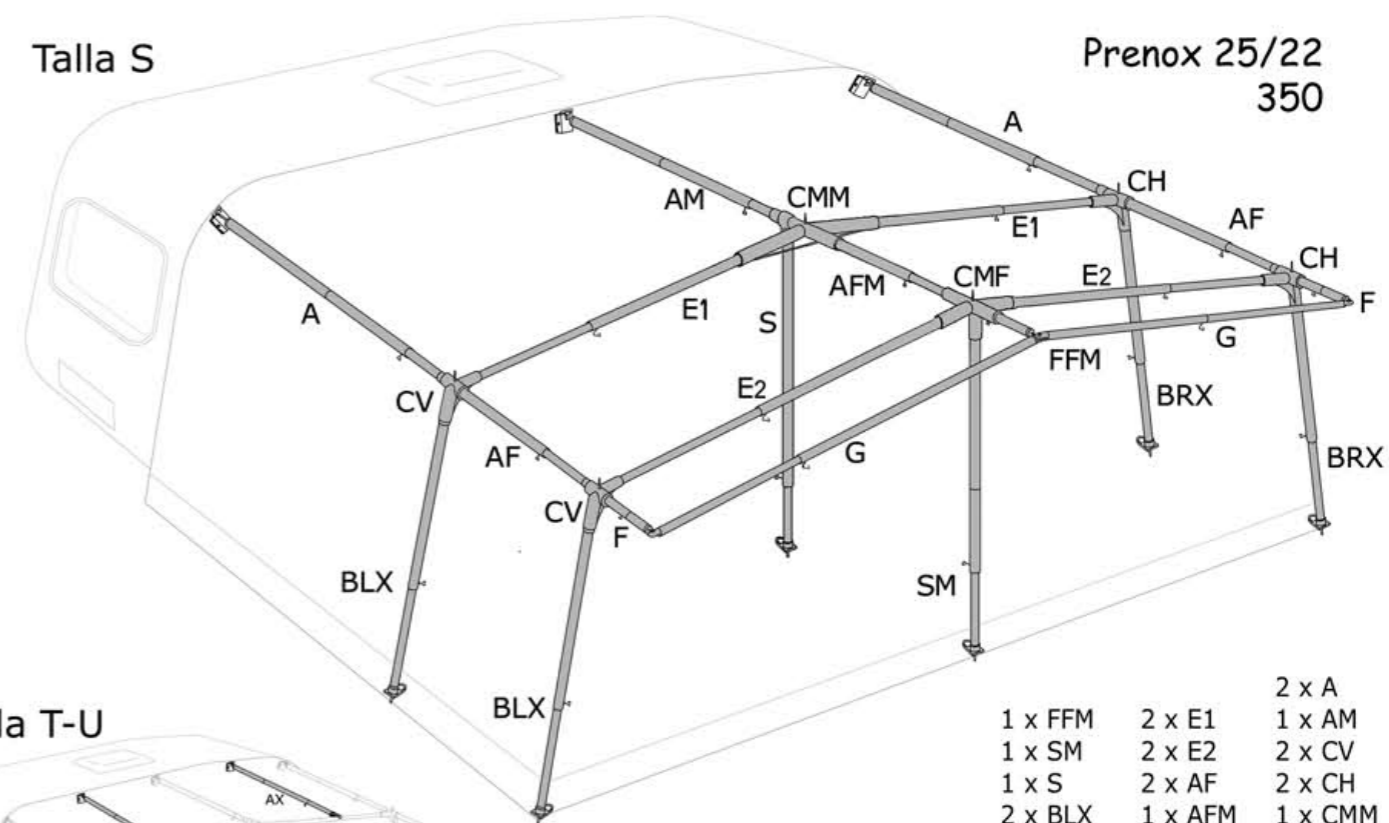 Talla S
Prenox 25/22
350
A
CH
AM
CMM
AF
E1
CH
AFM
CMF
E2
F
A
E1
S
G
FFM
CV
E2
BRX
AF
G
BRX
CV
F
BLX
SM
BLX
2 x A
1 x FFM 2 x E1 1 x AM
1 x SM 2 x E2 2 x CV
1 x S 2 x AF 2 x CH
2 x BLX 1 x AFM 1 x CMM
la T-U
AX